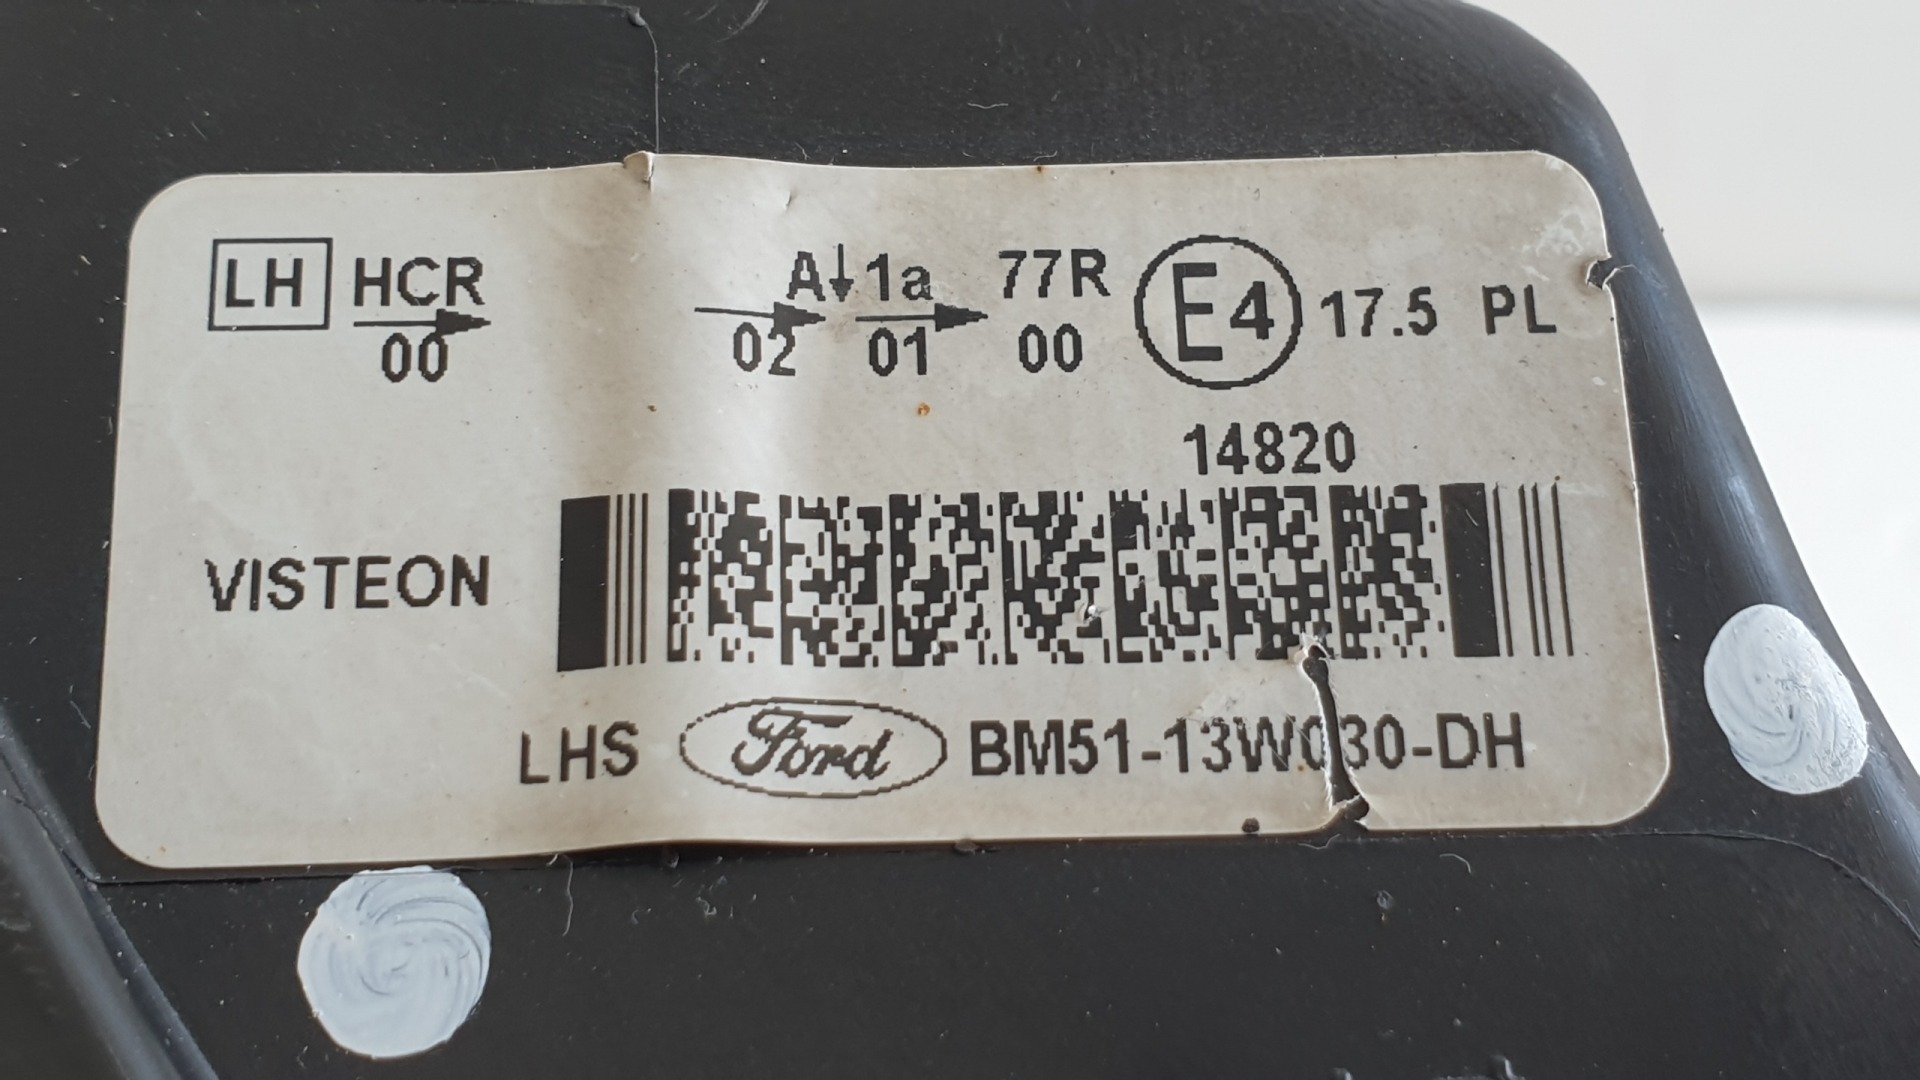 LH HCR A↓ 1a 77R E4 17.5 PL
00 02 01 00
14820
VISTEON
LHS Ford BM51-13W030-DH